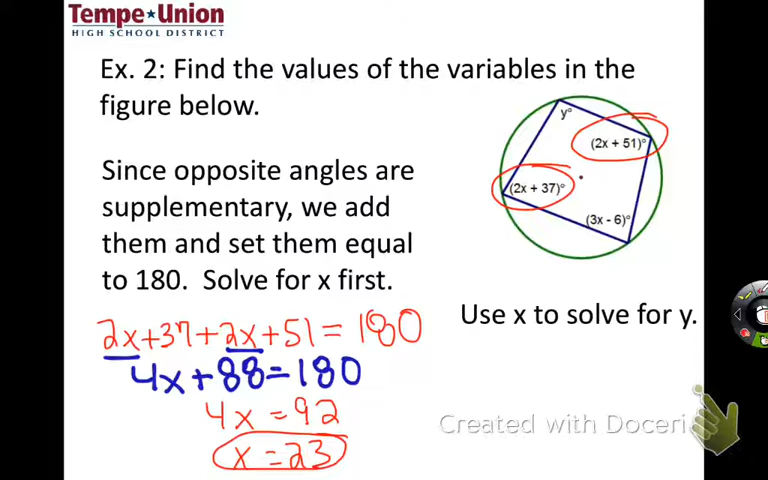 Tempe★Union
HIGH SCHOOL DISTRICT
Ex. 2: Find the values of the variables in the
figure below.
y°
(2x + 51)°
(2x + 37)°
(3x - 6)°
Since opposite angles are
supplementary, we add
them and set them equal
to 180. Solve for x first.
2x+37+2x+51=180
4x+88=180
4x=92
x=23
Use x to solve for y.
Created with Doceri